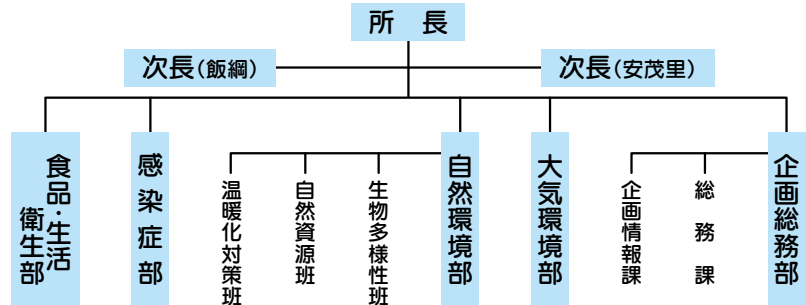 所　長
次長（飯綱）
次長（安茂里）
企画総務部
総務課
企画情報課
大気環境部
自然環境部
生物多様性班
自然資源班
温暖化対策班
感染症部
食品・生活
衛生部